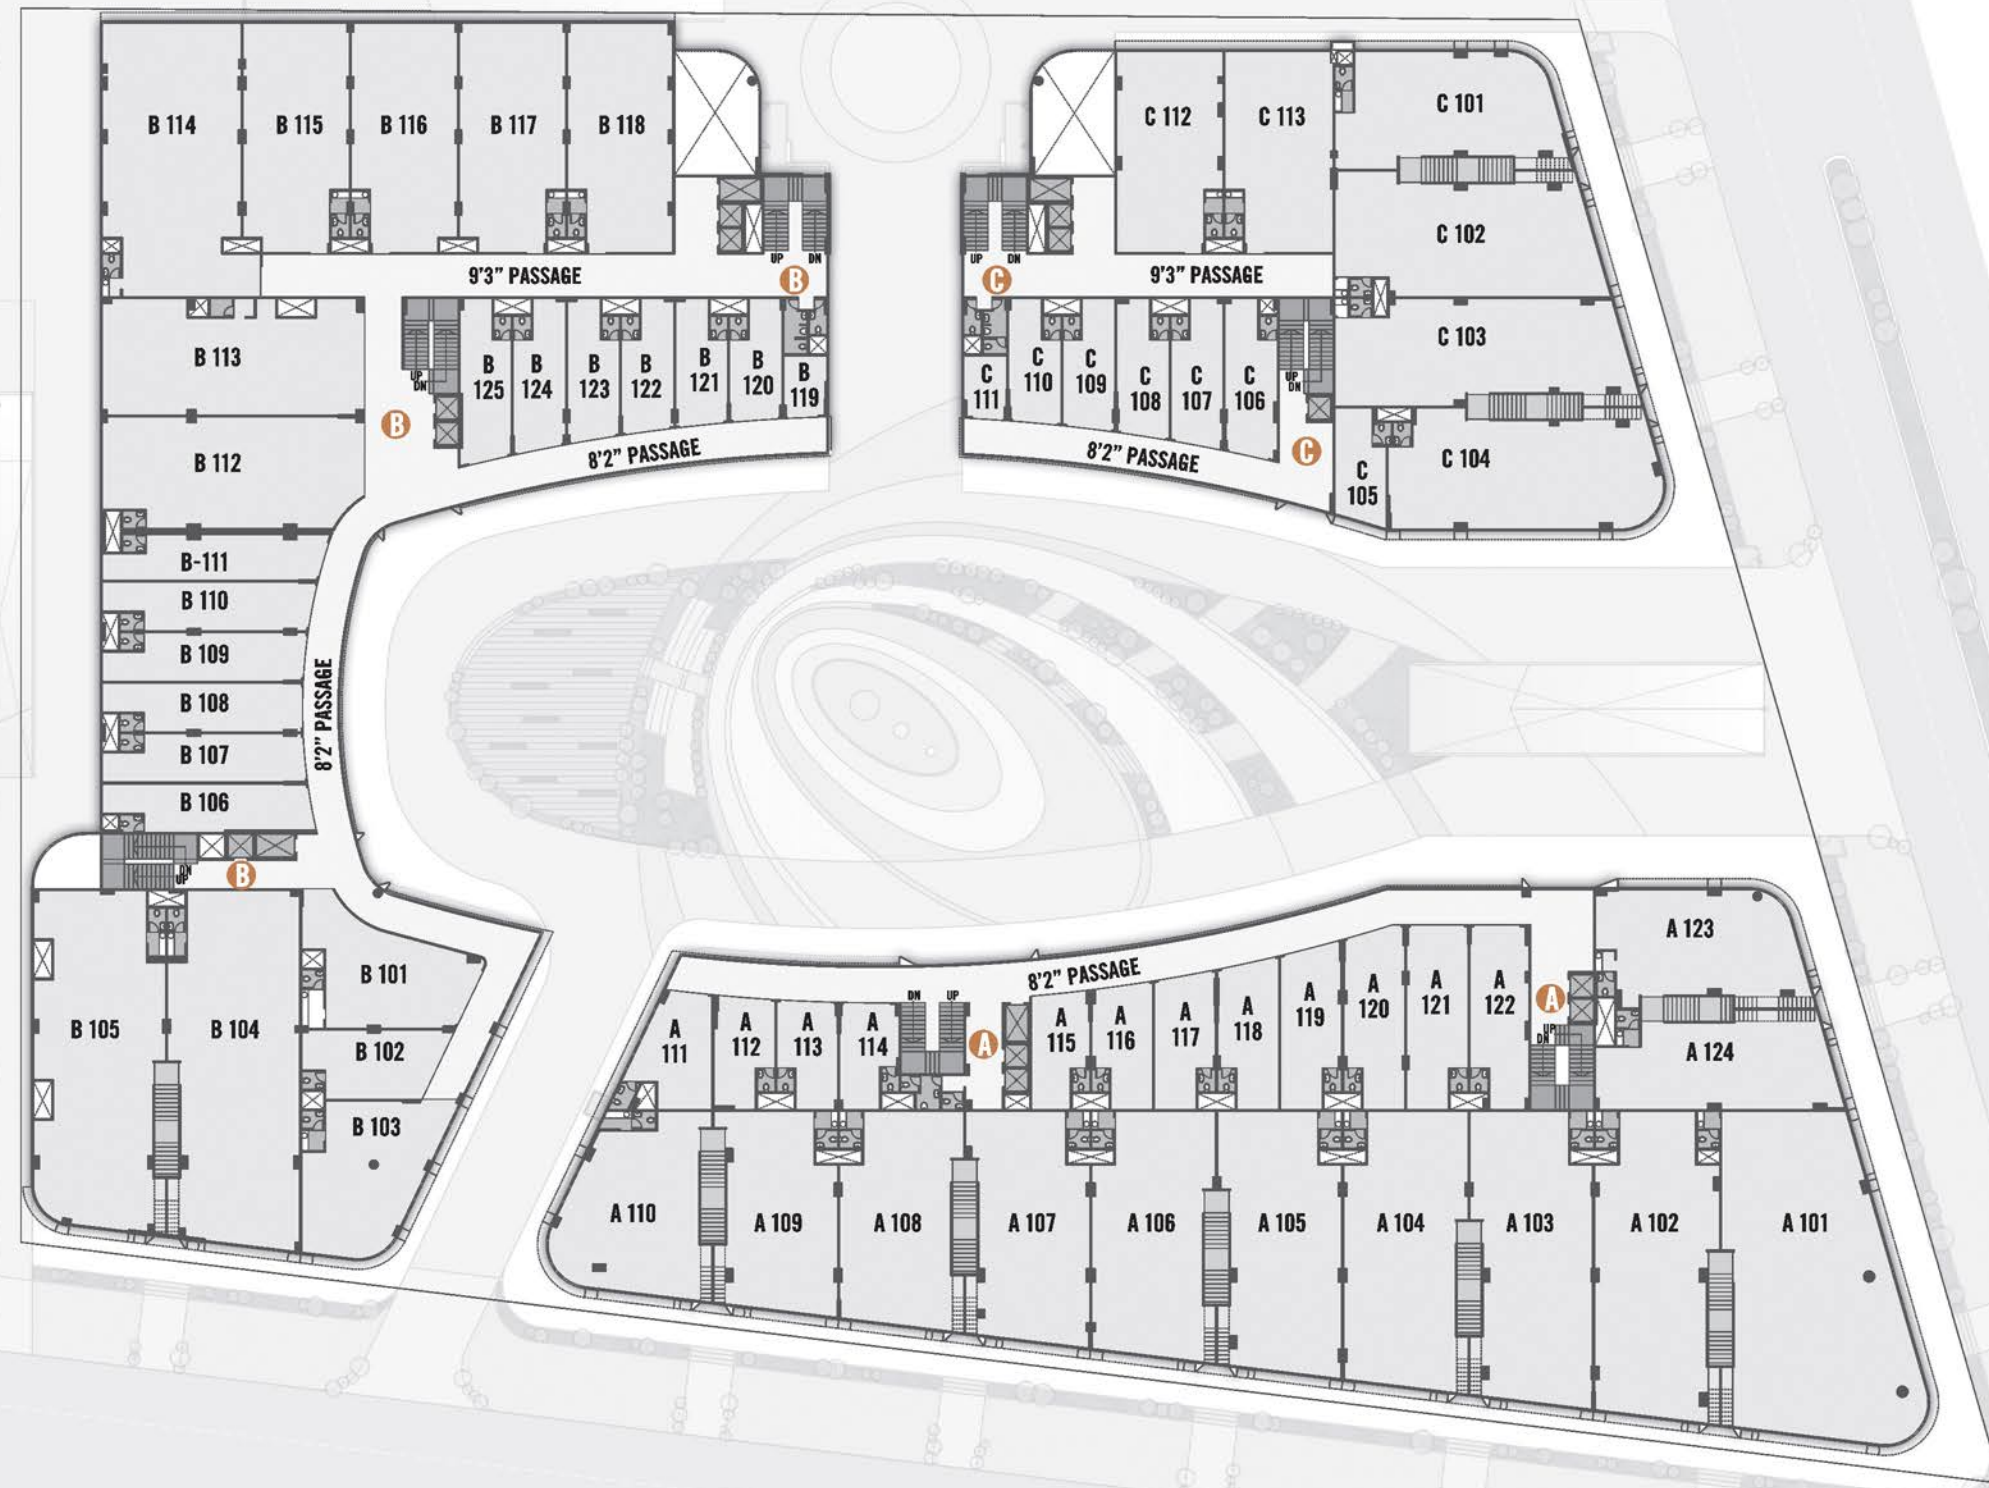 B 114
B 115
B 116
B 117
B 118
C 112
C 113
C 101
C 102
UP
DN
UP
DN
9'3" PASSAGE
B
C
9'3" PASSAGE
B 113
UP
DN
B
125
B
124
B
123
B
122
B
121
B
120
B
119
C
111
C
110
C
109
C
108
C
107
C
106
UP
DN
C 103
B
8'2" PASSAGE
8'2" PASSAGE
C
B 112
C
105
C 104
B-111
B 110
B 109
B 108
B 107
B 106
8'2" PASSAGE
DN
UP
B
B 101
B 105
B 104
B 102
B 103
8'2" PASSAGE
DN
UP
A
111
A
112
A
113
A
114
A
A
115
A
116
A
117
A
118
A
119
A
120
A
121
A
122
A
UP
DN
A 123
A 124
A 110
A 109
A 108
A 107
A 106
A 105
A 104
A 103
A 102
A 101